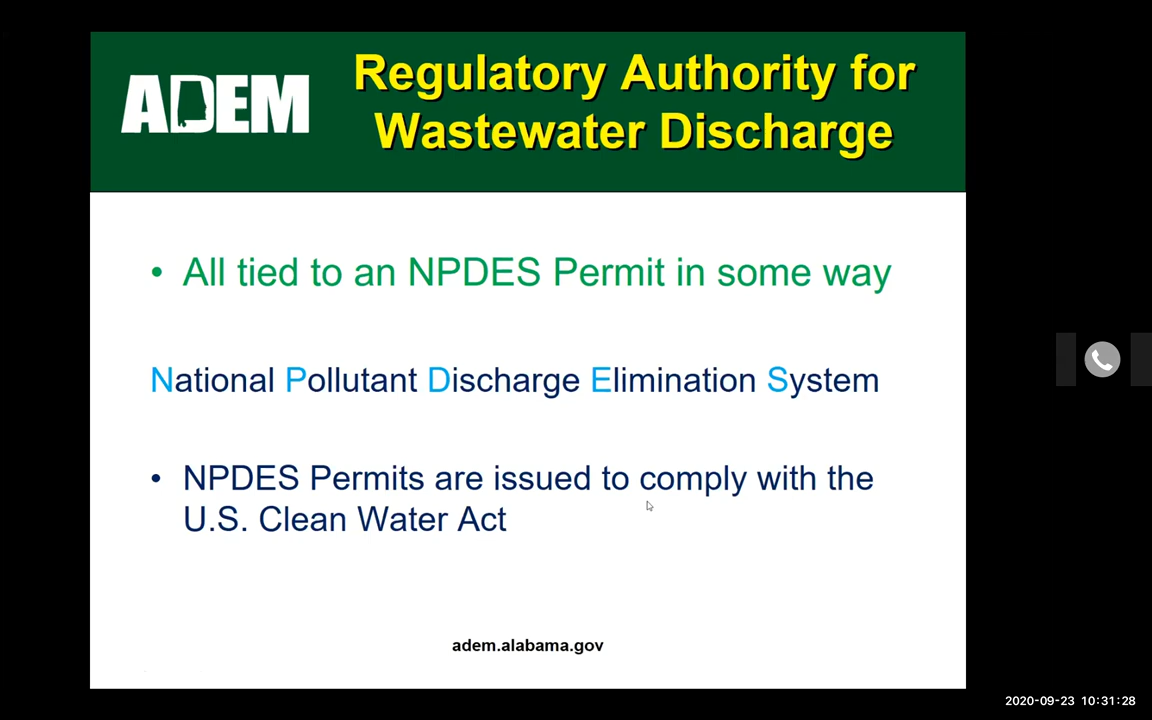 ADEM
Regulatory Authority for
Wastewater Discharge
• All tied to an NPDES Permit in some way
National Pollutant Discharge Elimination System
• NPDES Permits are issued to comply with the
U.S. Clean Water Act
adem.alabama.gov
2020-09-23 10:31:28